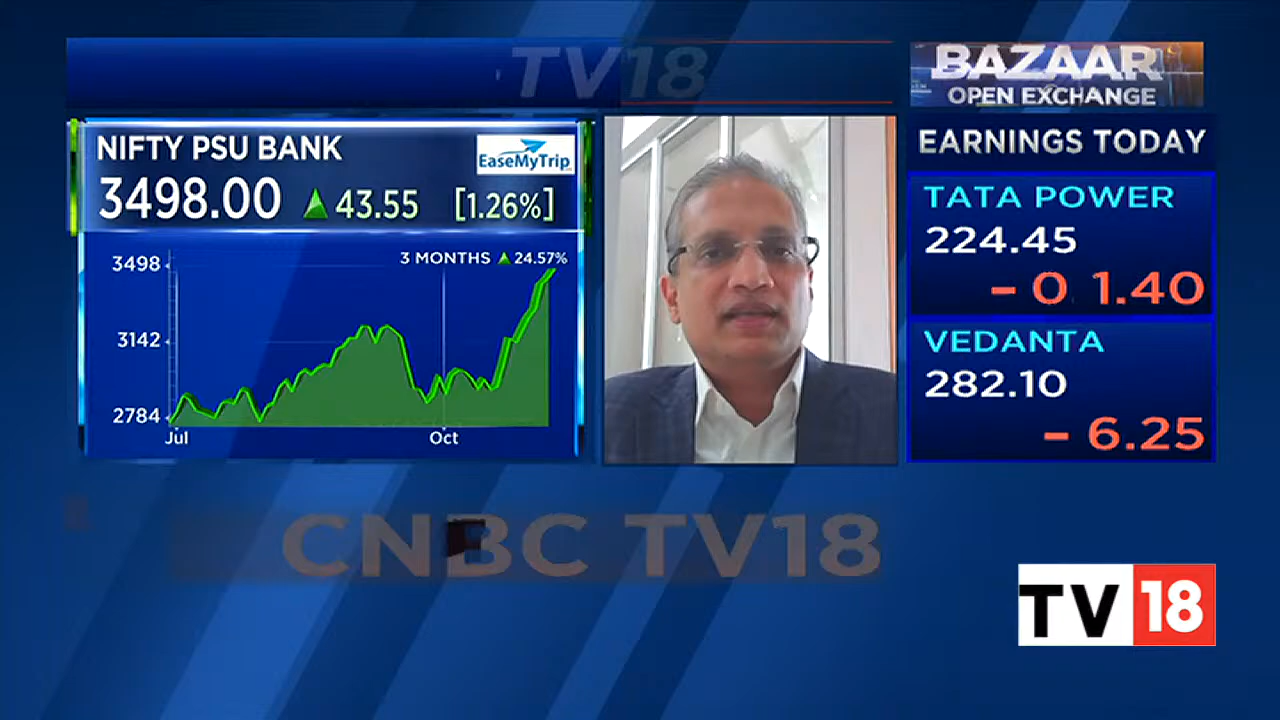 TV18
BAZAAR
OPEN EXCHANGE
NIFTY PSU BANK
EaseMyTrip
3498.00 ▲ 43.55 [1.26%]
3 MONTHS ▲ 24.57%
3498
3142
2784
Jul Oct
EARNINGS TODAY
TATA POWER
224.45
- 0 1.40
VEDANTA
282.10
- 6.25
CNBC TV18
TV18